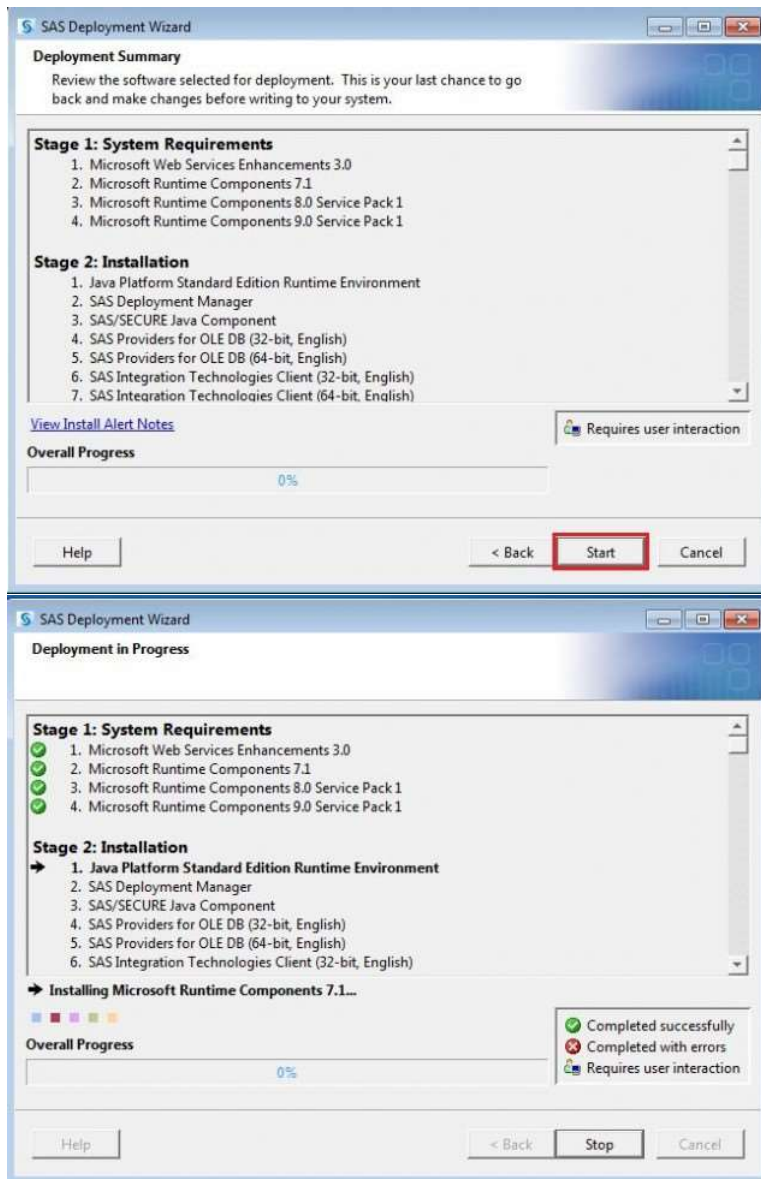 SAS Deployment Wizard
Deployment Summary
Review the software selected for deployment. This is your last chance to go
back and make changes before writing to your system.
Stage 1: System Requirements
1. Microsoft Web Services Enhancements 3.0
2. Microsoft Runtime Components 7.1
3. Microsoft Runtime Components 8.0 Service Pack 1
4. Microsoft Runtime Components 9.0 Service Pack 1
Stage 2: Installation
1. Java Platform Standard Edition Runtime Environment
2. SAS Deployment Manager
3. SAS/SECURE Java Component
4. SAS Providers for OLE DB (32-bit, English)
5. SAS Providers for OLE DB (64-bit, English)
6. SAS Integration Technologies Client (32-bit, English)
7. SAS Integration Technologies Client (64-bit, English)
View Install Alert Notes
Requires user interaction
Overall Progress
0%
Help
< Back
Start
Cancel
SAS Deployment Wizard
Deployment in Progress
Stage 1: System Requirements
1. Microsoft Web Services Enhancements 3.0
2. Microsoft Runtime Components 7.1
3. Microsoft Runtime Components 8.0 Service Pack 1
4. Microsoft Runtime Components 9.0 Service Pack 1
Stage 2: Installation
1. Java Platform Standard Edition Runtime Environment
2. SAS Deployment Manager
3. SAS/SECURE Java Component
4. SAS Providers for OLE DB (32-bit, English)
5. SAS Providers for OLE DB (64-bit, English)
6. SAS Integration Technologies Client (32-bit, English)
Installing Microsoft Runtime Components 7.1...
Completed successfully
Completed with errors
Requires user interaction
Overall Progress
0%
Help
< Back
Stop
Cancel